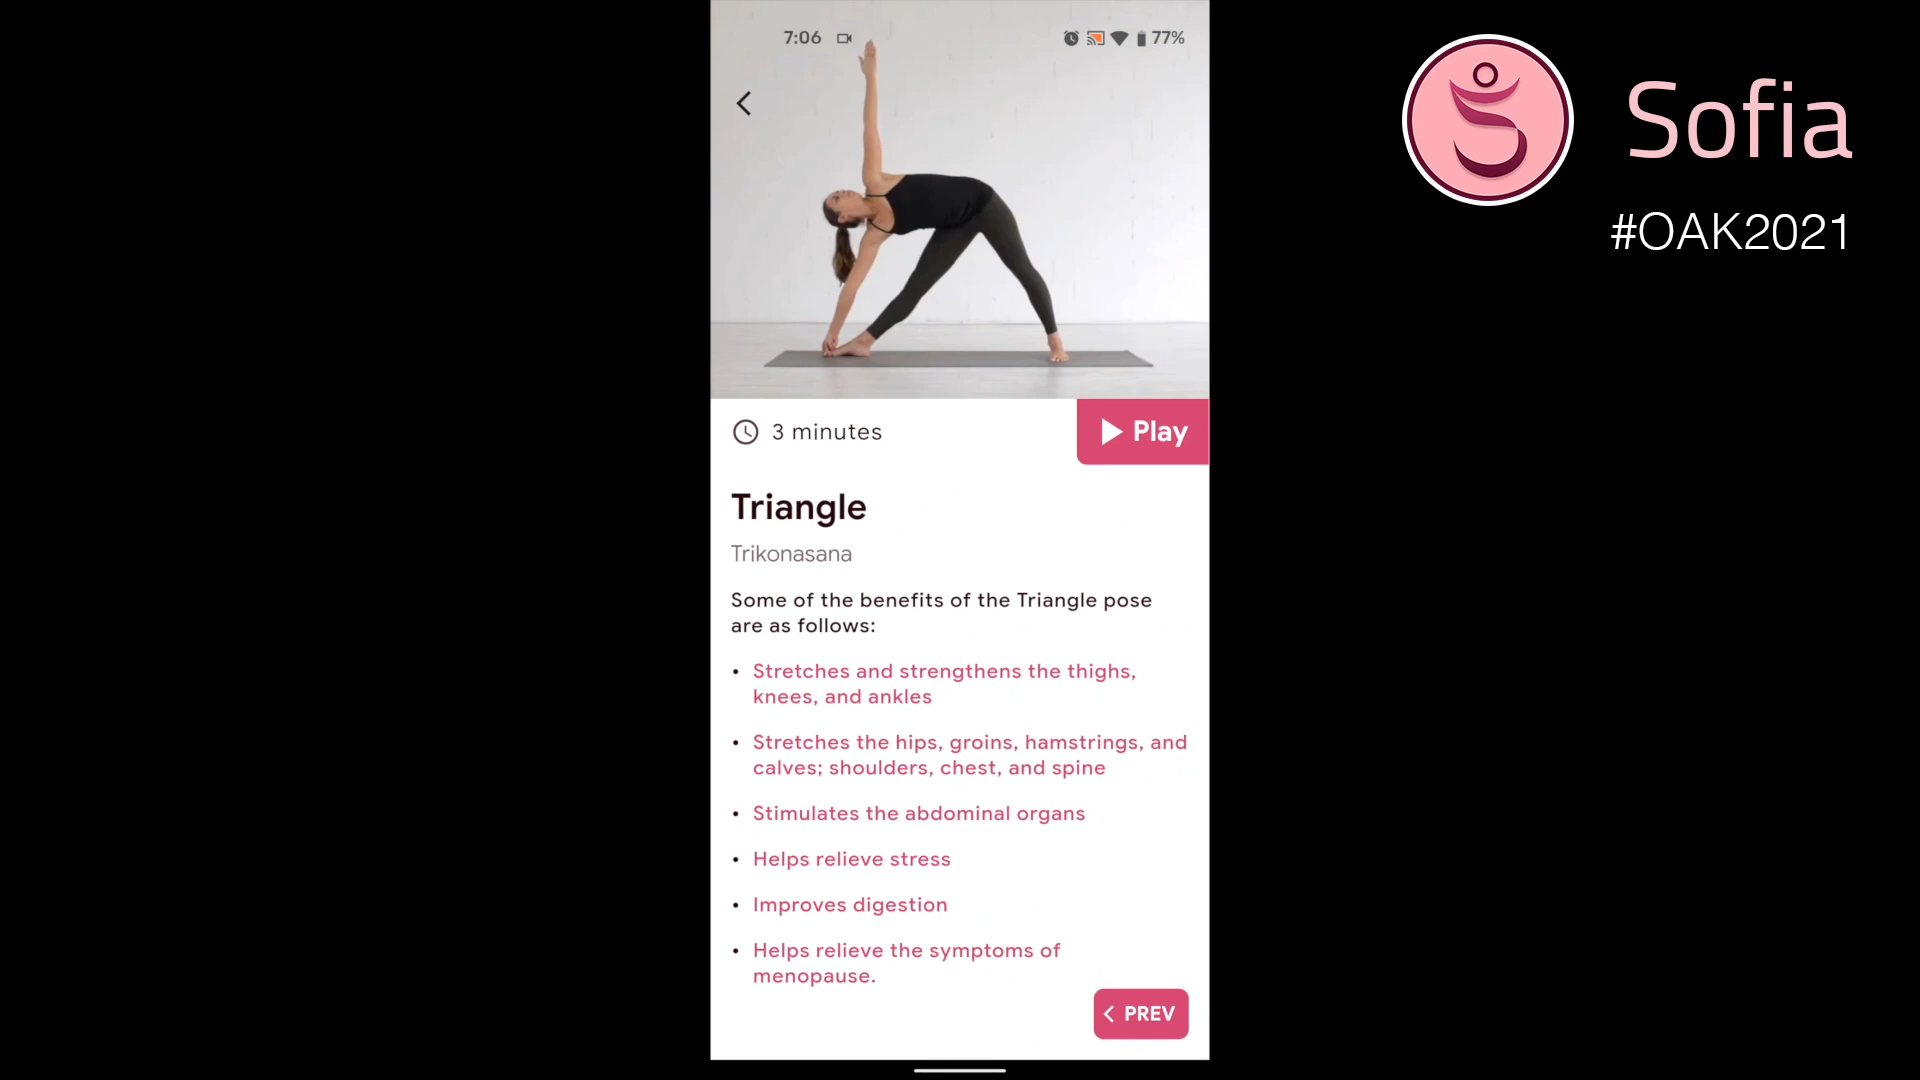 7:06
77%
Sofia
#OAK2021
3 minutes
Play
Triangle
Trikonasana
Some of the benefits of the Triangle pose
are as follows:
• Stretches and strengthens the thighs,
knees, and ankles
• Stretches the hips, groins, hamstrings, and
calves; shoulders, chest, and spine
• Stimulates the abdominal organs
• Helps relieve stress
• Improves digestion
• Helps relieve the symptoms of
menopause.
PREV